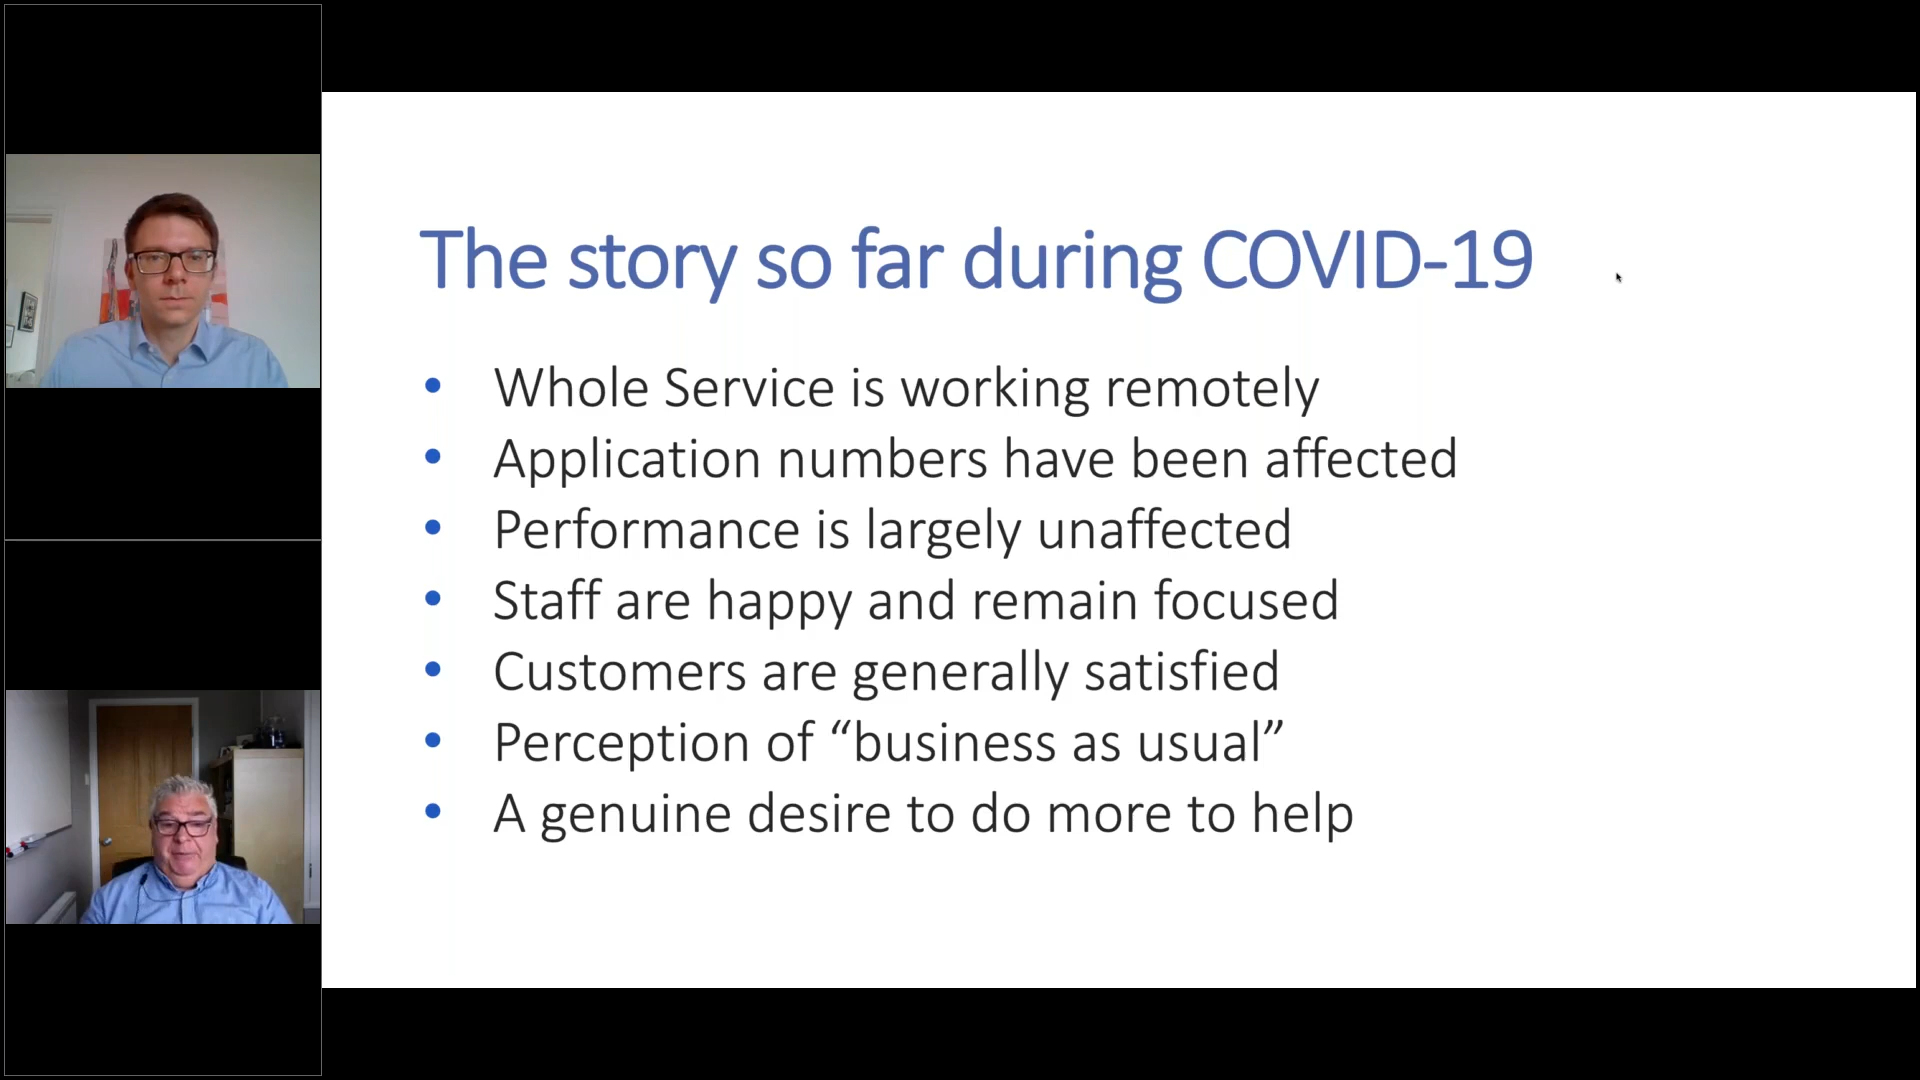 The story so far during COVID-19
• Whole Service is working remotely
• Application numbers have been affected
• Performance is largely unaffected
• Staff are happy and remain focused
• Customers are generally satisfied
• Perception of “business as usual”
• A genuine desire to do more to help